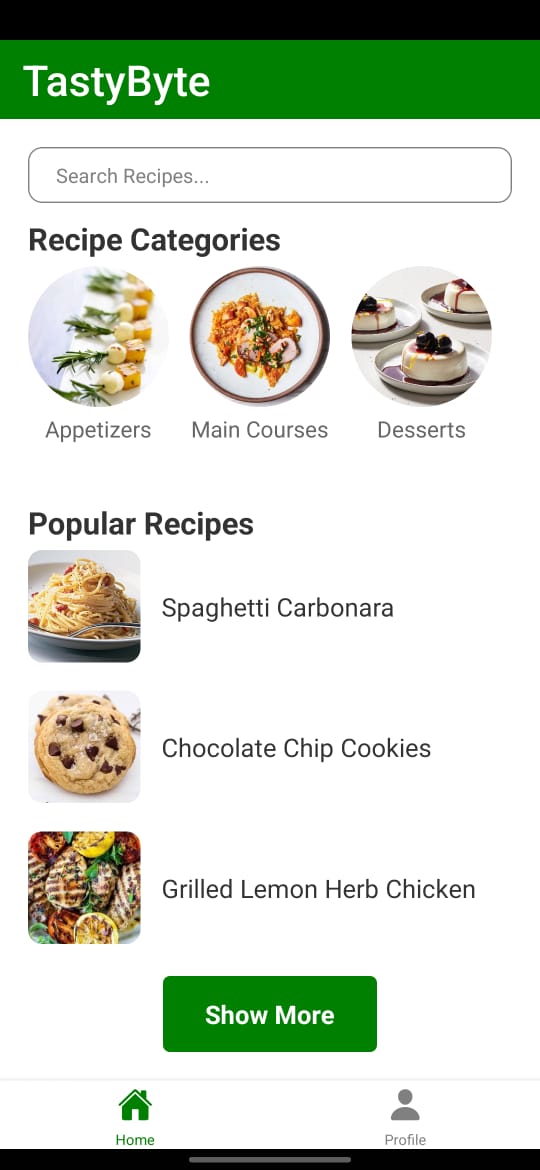 TastyByte
Search Recipes...
Recipe Categories
Appetizers
Main Courses
Desserts
Popular Recipes
Spaghetti Carbonara
Chocolate Chip Cookies
Grilled Lemon Herb Chicken
Show More
Home
Profile